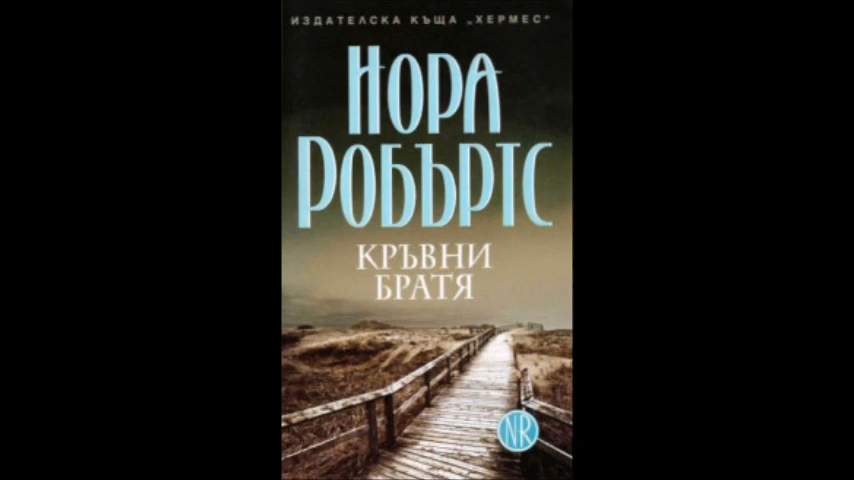 ИЗДАТЕЛСКА КЪЩА „ХЕРМЕС“
НОРА
РОБЪРТС
КРЪВНИ
БРАТЯ
NR